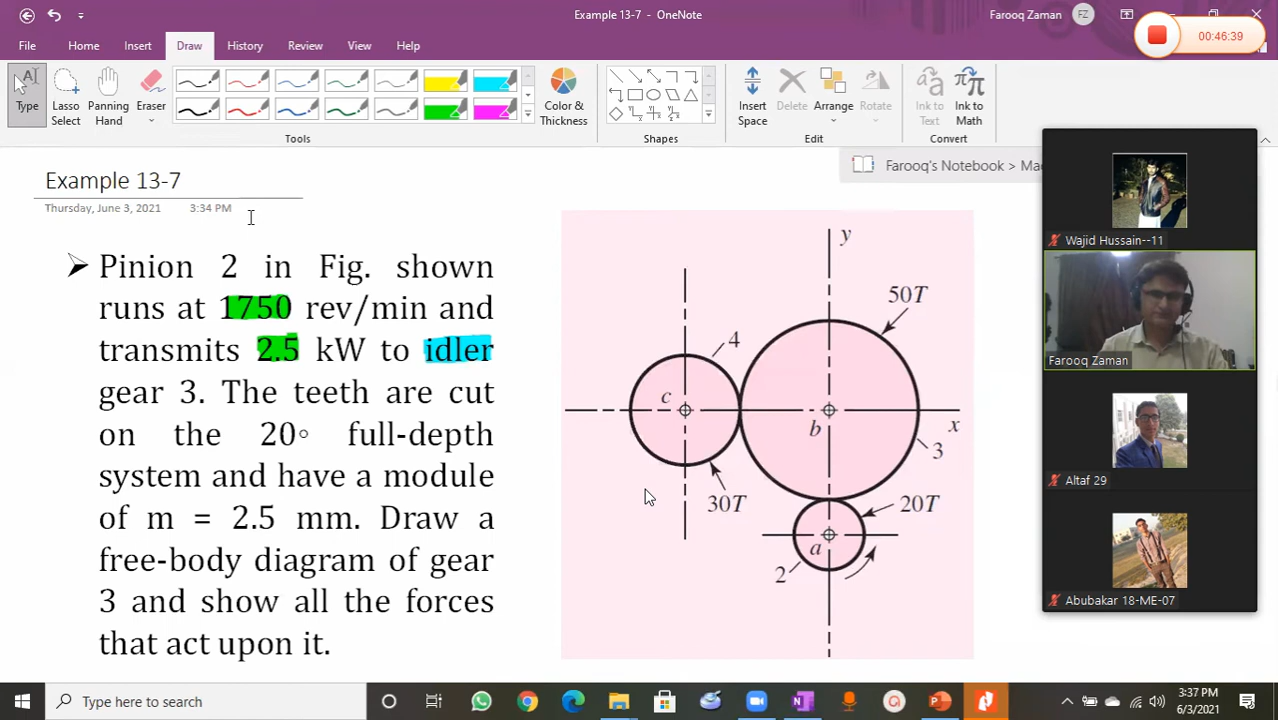 Example 13-7 - OneNote
Farooq Zaman
FZ
00:46:39
File
Home
Insert
Draw
History
Review
View
Help
Type
Lasso Select
Panning Hand
Eraser
Color & Thickness
Insert Space
Delete
Arrange
Rotate
Ink to Text
Ink to Math
Tools
Shapes
Edit
Convert
Farooq's Notebook > Ma
Example 13-7
Thursday, June 3, 2021
3:34 PM
➢ Pinion 2 in Fig. shown
runs at 1750 rev/min and
transmits 2.5 kW to idler
gear 3. The teeth are cut
on the 20◦ full-depth
system and have a module
of m = 2.5 mm. Draw a
free-body diagram of gear
3 and show all the forces
that act upon it.
y
50T
4
c
b
x
3
30T
20T
a
2
Wajid Hussain--11
Farooq Zaman
Altaf 29
Abubakar 18-ME-07
Type here to search
3:37 PM
6/3/2021